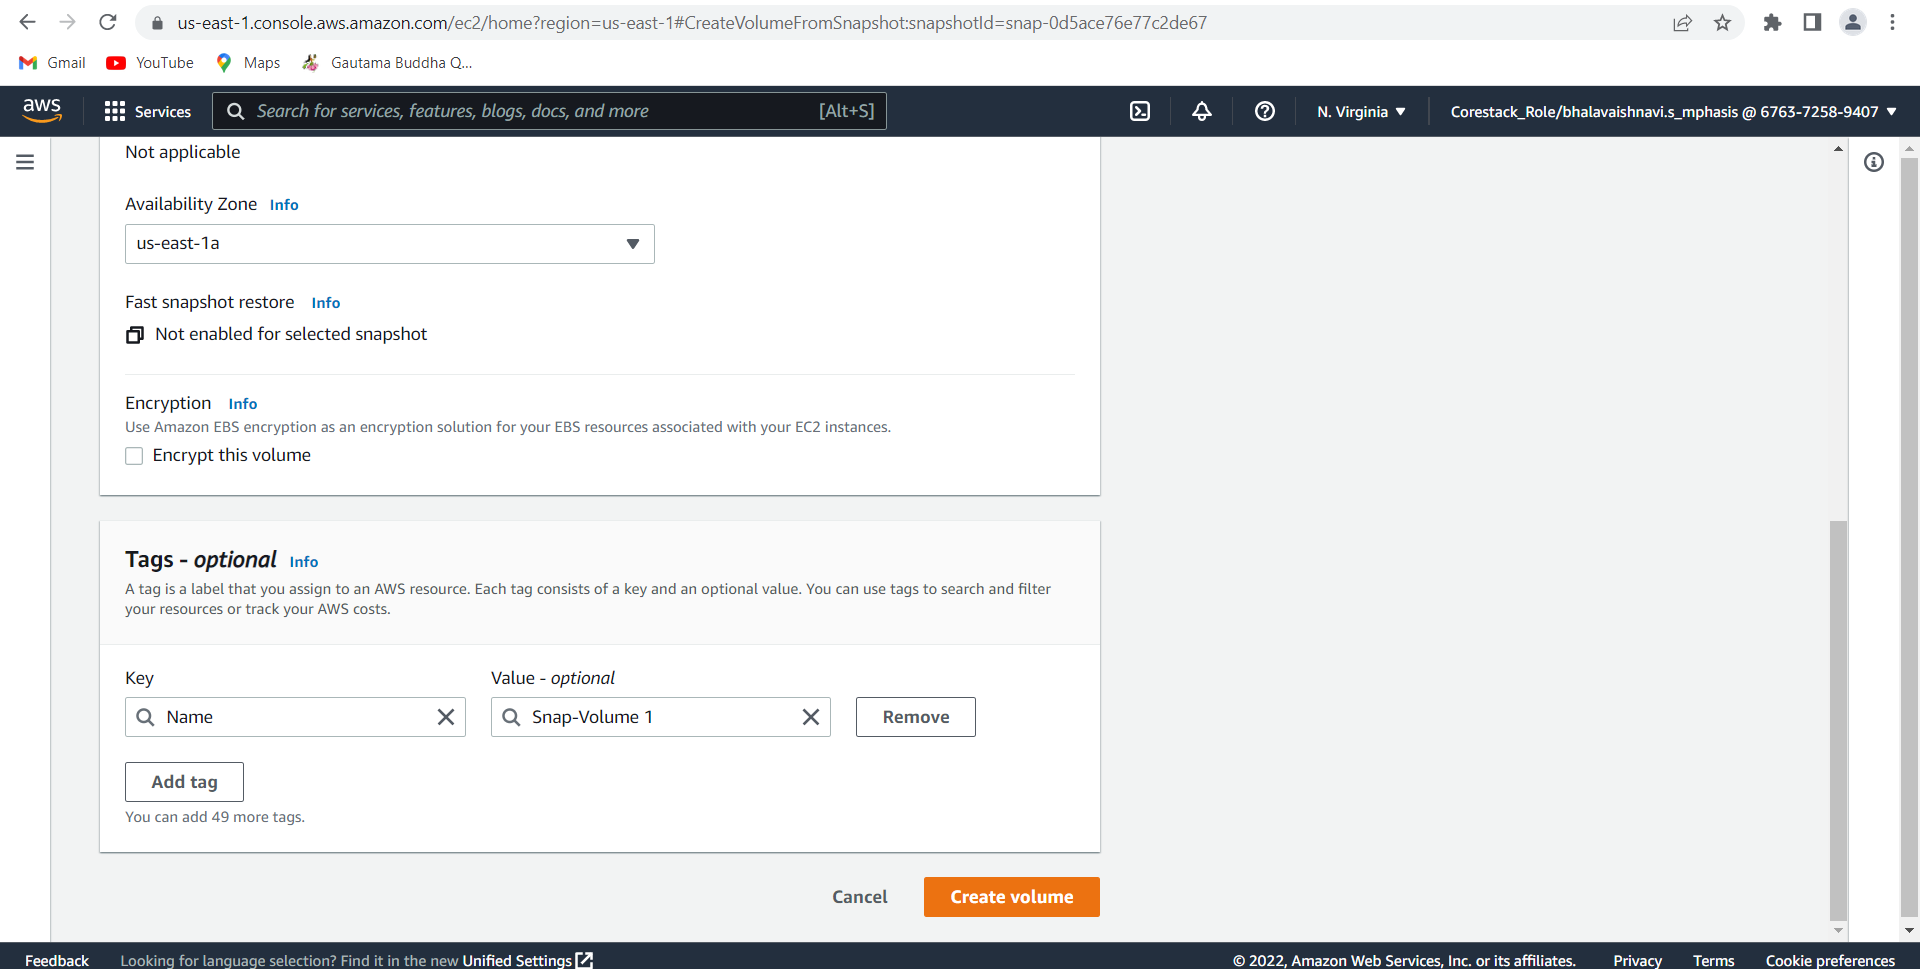 us-east-1.console.aws.amazon.com/ec2/home?region=us-east-1#CreateVolumeFromSnapshot:snapshotId=snap-0d5ace76e77c2de67
Gmail YouTube Maps Gautama Buddha Q...
aws Services Search for services, features, blogs, docs, and more [Alt+S] N. Virginia Corestack_Role/bhalavaishnavi.s_mphasis @ 6763-7258-9407
Not applicable
Availability Zone Info
us-east-1a
Fast snapshot restore Info
Not enabled for selected snapshot
Encryption Info
Use Amazon EBS encryption as an encryption solution for your EBS resources associated with your EC2 instances.
Encrypt this volume
Tags - optional Info
A tag is a label that you assign to an AWS resource. Each tag consists of a key and an optional value. You can use tags to search and filter
your resources or track your AWS costs.
Key Value - optional
Name Snap-Volume 1 Remove
Add tag
You can add 49 more tags.
Cancel Create volume
Feedback Looking for language selection? Find it in the new Unified Settings © 2022, Amazon Web Services, Inc. or its affiliates. Privacy Terms Cookie preferences